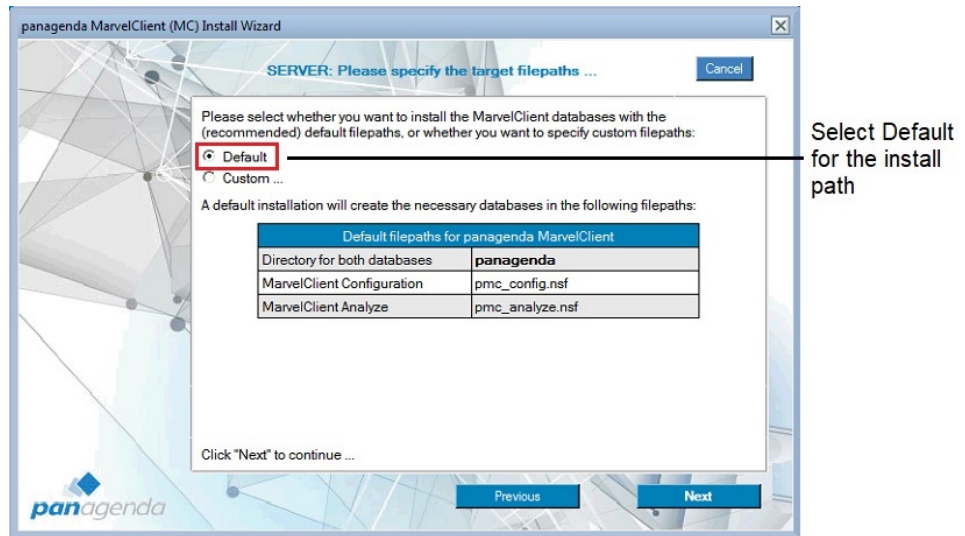 panagenda MarvelClient (MC) Install Wizard
SERVER: Please specify the target filepaths ...
Cancel
Please select whether you want to install the MarvelClient databases with the
(recommended) default filepaths, or whether you want to specify custom filepaths:
Default
Custom ...
Select Default
for the install
path
A default installation will create the necessary databases in the following filepaths:
Default filepaths for panagenda MarvelClient
Directory for both databases panagenda
MarvelClient Configuration pmc_config.nsf
MarvelClient Analyze pmc_analyze.nsf
Click "Next" to continue ...
panagenda
Previous
Next